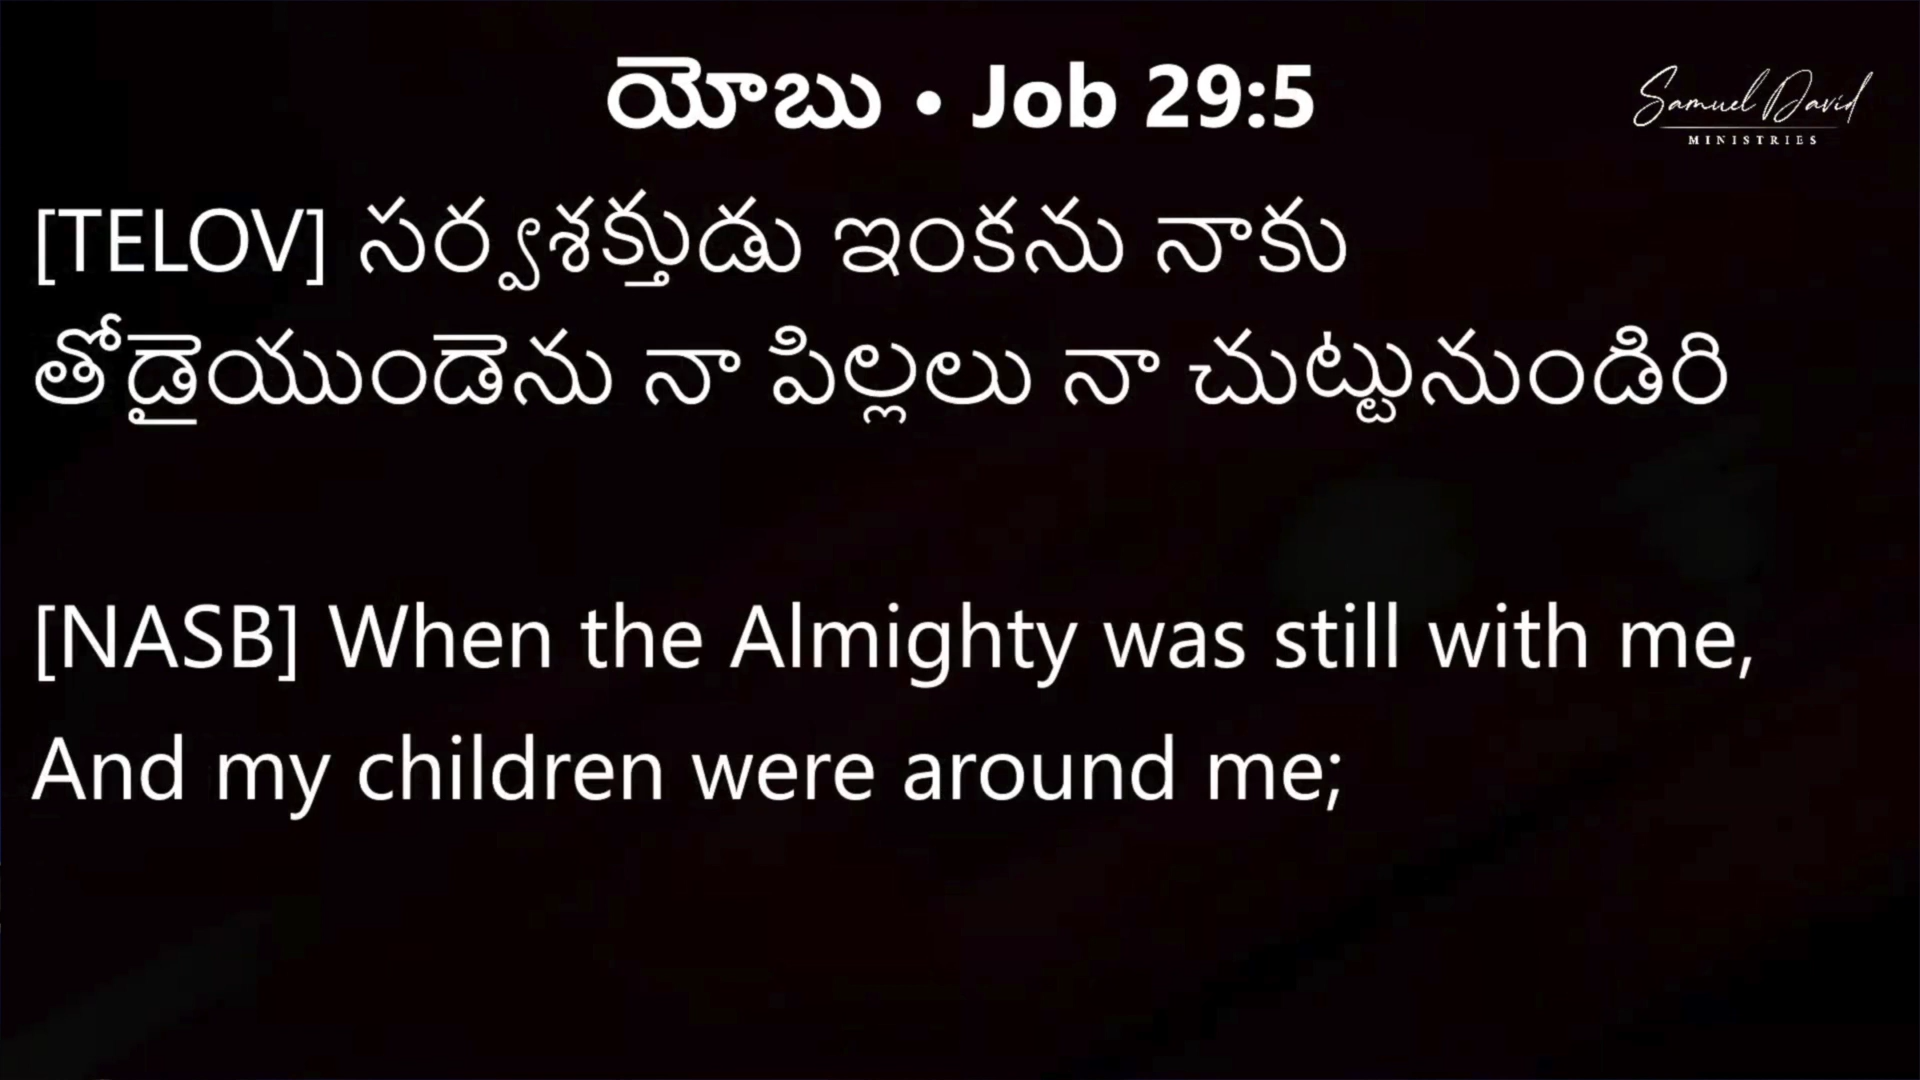 యోబు • Job 29:5
Samuel David
MINISTRIES
[TELOV] సర్వశక్తుడు ఇంకను నాకు
తోడైయుండెను నా పిల్లలు నా చుట్టునుండిరి
[NASB] When the Almighty was still with me,
And my children were around me;